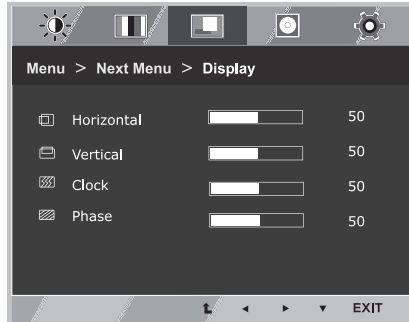 Menu > Next Menu > Display
Horizontal 50
Vertical 50
Clock 50
Phase 50
EXIT